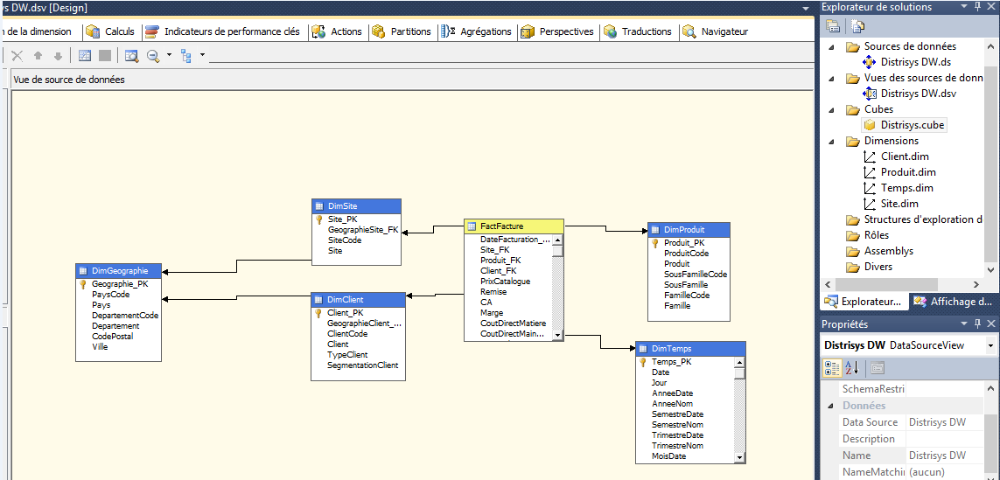 ys DW.dsv [Design]
n de la dimension
Calculs
Indicateurs de performance clés
Actions
Partitions
Agrégations
Perspectives
Traductions
Navigateur
Vue de source de données
DimSite
Site_PK
GeographieSite_FK
SiteCode
Site
DimGeographie
Geographie_PK
PaysCode
Pays
DepartementCode
Departement
CodePostal
Ville
DimClient
Client_PK
GeographieClient_...
ClientCode
Client
TypeClient
SegmentationClient
FactFacture
DateFacturation_...
Site_FK
Produit_FK
Client_FK
PrixCatalogue
Remise
CA
Marge
CoutDirectMatiere
CoutDirectMain...
DimProduit
Produit_PK
ProduitCode
Produit
SousFamilleCode
SousFamille
FamilleCode
Famille
DimTemps
Temps_PK
Date
Jour
AnneeDate
AnneeNom
SemestreDate
SemestreNom
TrimestreDate
TrimestreNom
MoisDate
Explorateur de solutions
Sources de données
Distrisys DW.ds
Vues des sources de donn
Distrisys DW.dsv
Cubes
Distrisys.cube
Dimensions
Client.dim
Produit.dim
Temps.dim
Site.dim
Structures d'exploration d
Rôles
Assemblys
Divers
Explorateur...
Affichage d...
Propriétés
Distrisys DW DataSourceView
SchemaRestri
Données
Data Source Distrisys DW
Description
Name Distrisys DW
NameMatchin (aucun)